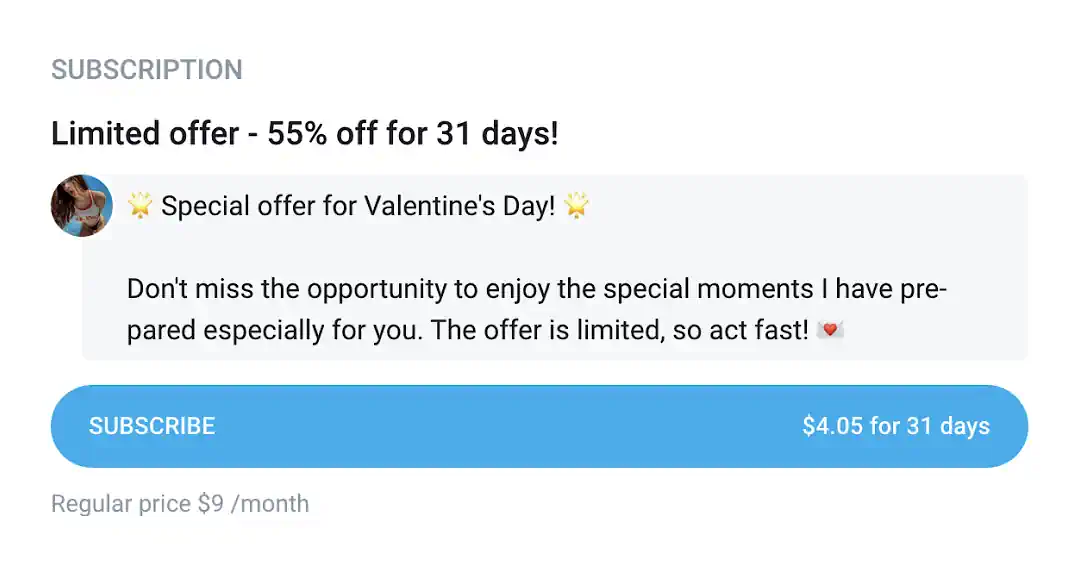 SUBSCRIPTION
Limited offer - 55% off for 31 days!
🌟 Special offer for Valentine's Day! 🌟
Don't miss the opportunity to enjoy the special moments I have pre-
pared especially for you. The offer is limited, so act fast! 💌
SUBSCRIBE $4.05 for 31 days
Regular price $9 /month